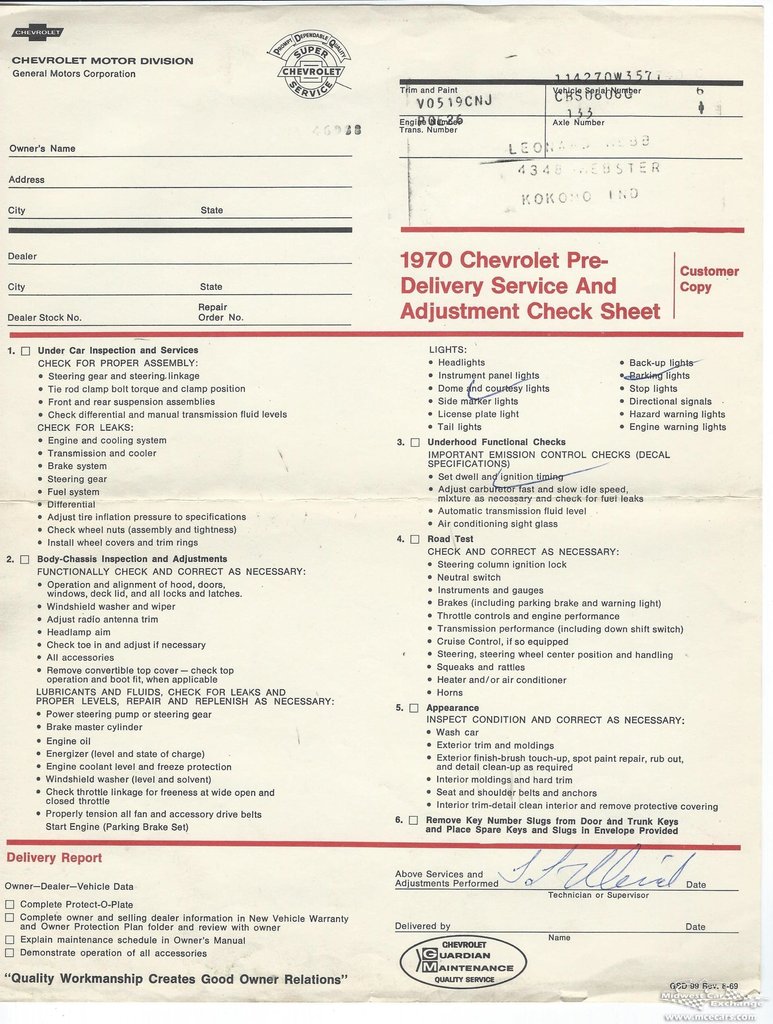 CHEVROLET
CHEVROLET MOTOR DIVISION
General Motors Corporation
PROMPT DEPENDABLE QUALITY
SUPER
CHEVROLET
SERVICE
Trim and Paint
Vehicle Serial Number
V0519CNJ
Engine Number
Trans. Number
133
Axle Number
4348
KOKOMO IND
Owner's Name
Address
City State
Dealer
City State
Dealer Stock No. Repair Order No.
1970 Chevrolet Pre-
Delivery Service And
Adjustment Check Sheet
Customer
Copy
1. Under Car Inspection and Services
CHECK FOR PROPER ASSEMBLY:
• Steering gear and steering linkage
• Tie rod clamp bolt torque and clamp position
• Front and rear suspension assemblies
• Check differential and manual transmission fluid levels
CHECK FOR LEAKS:
• Engine and cooling system
• Transmission and cooler
• Brake system
• Steering gear
• Fuel system
• Differential
• Adjust tire inflation pressure to specifications
• Check wheel nuts (assembly and tightness)
• Install wheel covers and trim rings
2. Body-Chassis Inspection and Adjustments
FUNCTIONALLY CHECK AND CORRECT AS NECESSARY:
• Operation and alignment of hood, doors,
windows, deck lid, and all locks and latches.
• Windshield washer and wiper
• Adjust radio antenna trim
• Headlamp aim
• Check toe in and adjust if necessary
• All accessories
• Remove convertible top cover — check top
operation and boot fit, when applicable
LUBRICANTS AND FLUIDS, CHECK FOR LEAKS AND
PROPER LEVELS, REPAIR AND REPLENISH AS NECESSARY:
• Power steering pump or steering gear
• Brake master cylinder
• Engine oil
• Energizer (level and state of charge)
• Engine coolant level and freeze protection
• Windshield washer (level and solvent)
• Check throttle linkage for freeness at wide open and
closed throttle
• Properly tension all fan and accessory drive belts
Start Engine (Parking Brake Set)
LIGHTS:
• Headlights
• Instrument panel lights
• Dome and courtesy lights
• Side marker lights
• License plate light
• Tail lights
• Back-up lights
• Parking lights
• Stop lights
• Directional signals
• Hazard warning lights
• Engine warning lights
3. Underhood Functional Checks
IMPORTANT EMISSION CONTROL CHECKS (DECAL
SPECIFICATIONS)
• Set dwell and ignition timing
• Adjust carburetor fast and slow idle speed,
mixture as necessary and check for fuel leaks
• Automatic transmission fluid level
• Air conditioning sight glass
4. Road Test
CHECK AND CORRECT AS NECESSARY:
• Steering column ignition lock
• Neutral switch
• Instruments and gauges
• Brakes (including parking brake and warning light)
• Throttle controls and engine performance
• Transmission performance (including down shift switch)
• Cruise Control, if so equipped
• Steering, steering wheel center position and handling
• Squeaks and rattles
• Heater and/or air conditioner
• Horns
5. Appearance
INSPECT CONDITION AND CORRECT AS NECESSARY:
• Wash car
• Exterior trim and moldings
• Exterior finish-brush touch-up, spot paint repair, rub out,
and detail clean-up as required
• Interior moldings and hard trim
• Seat and shoulder belts and anchors
• Interior trim-detail clean interior and remove protective covering
6. Remove Key Number Slugs from Door and Trunk Keys
and Place Spare Keys and Slugs in Envelope Provided
Delivery Report
Owner—Dealer—Vehicle Data
Complete Protect-O-Plate
Complete owner and selling dealer information in New Vehicle Warranty
and Owner Protection Plan folder and review with owner
Explain maintenance schedule in Owner's Manual
Demonstrate operation of all accessories
"Quality Workmanship Creates Good Owner Relations"
Above Services and
Adjustments Performed Date
Technician or Supervisor
Delivered by Date
Name
CHEVROLET
GUARDIAN
MAINTENANCE
QUALITY SERVICE
GSD 99 Rev. 8-69
Midwest Car
Exchange
www.mcecars.com